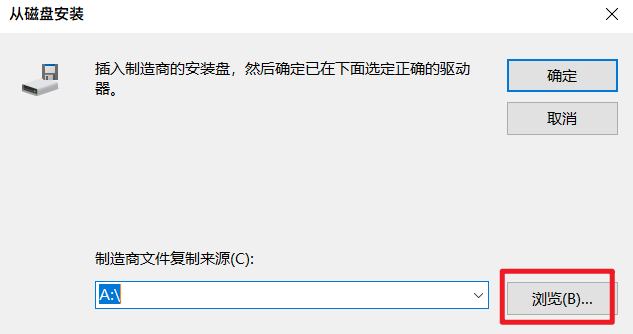 从磁盘安装
插入制造商的安装盘，然后确定已在下面选定正确的驱动
器。
确定
取消
制造商文件复制来源(C):
A:\
浏览(B)...